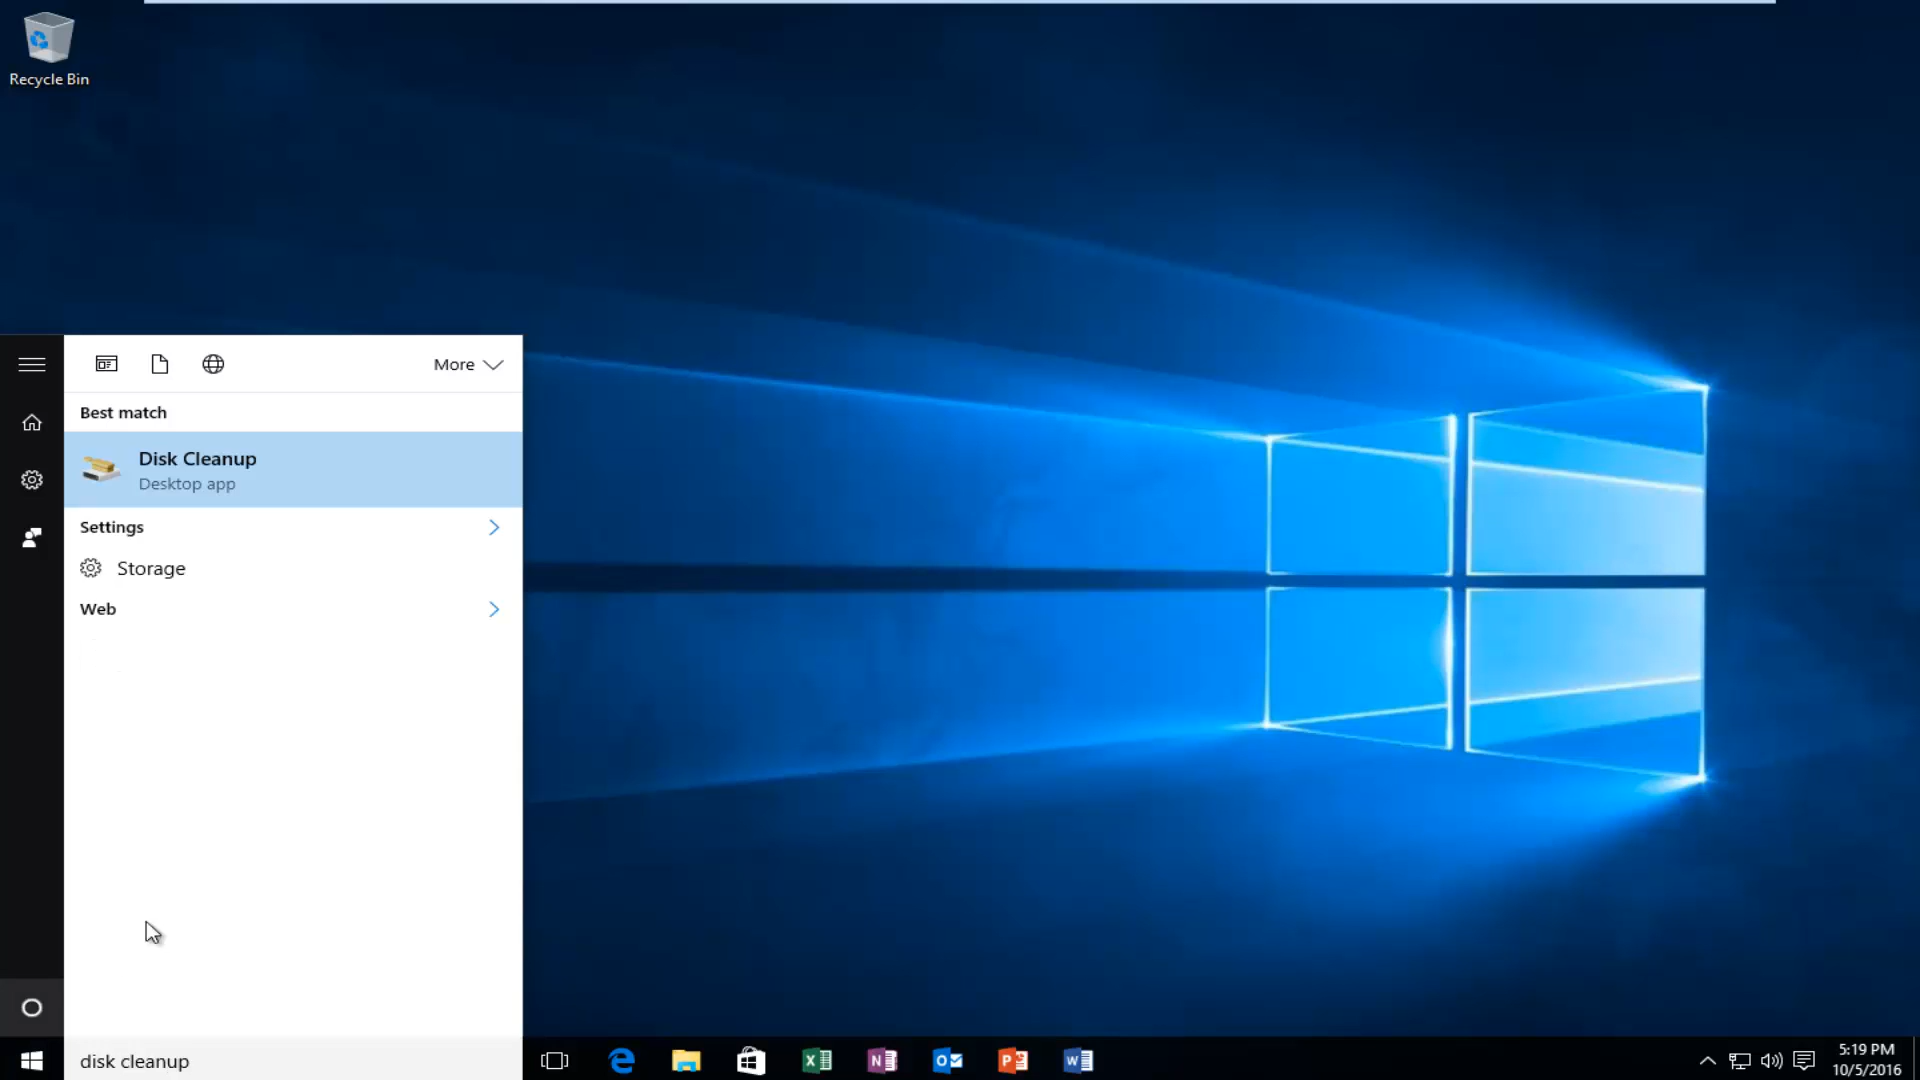 Recycle Bin
More
Best match
Disk Cleanup
Desktop app
Settings
Storage
Web
disk cleanup
5:19 PM
10/5/2016